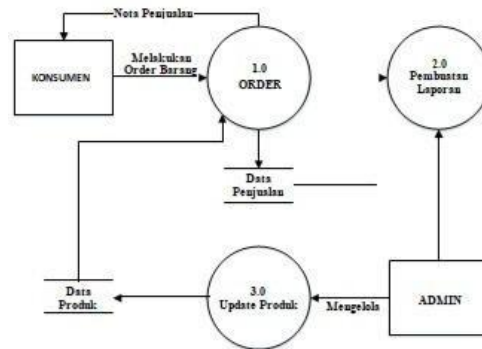 Nota Penjualan
KONSUMEN
Melakukan
Order Barang
1.0
ORDER
2.0
Pembuatan
Laporan
Data
Penjualan
Data
Produk
3.0
Update Produk
Mengelola
ADMIN